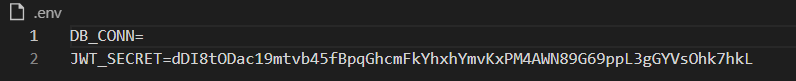 .env
1 DB_CONN=
2 JWT_SECRET=dDI8tODac19mtvb45fBpqGhcmFkYhxhYmvKxPM4AWN89G69ppL3gGYVsOhk7hkL